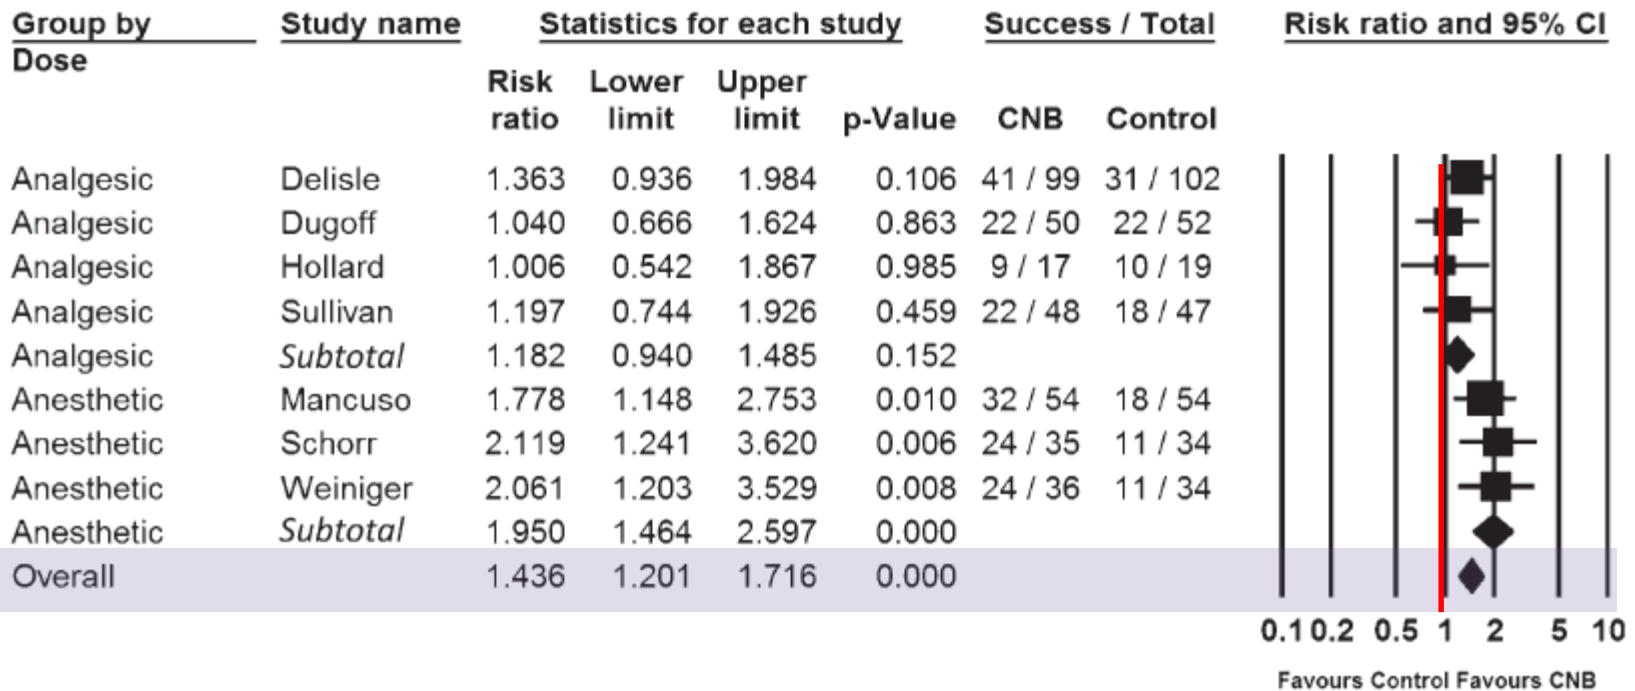 Group by Study name Statistics for each study Success / Total Risk ratio and 95% CI
Dose
Risk Lower Upper
ratio limit limit p-Value CNB Control
Analgesic Delisle 1.363 0.936 1.984 0.106 41 / 99 31 / 102
Analgesic Dugoff 1.040 0.666 1.624 0.863 22 / 50 22 / 52
Analgesic Hollard 1.006 0.542 1.867 0.985 9 / 17 10 / 19
Analgesic Sullivan 1.197 0.744 1.926 0.459 22 / 48 18 / 47
Analgesic Subtotal 1.182 0.940 1.485 0.152
Anesthetic Mancuso 1.778 1.148 2.753 0.010 32 / 54 18 / 54
Anesthetic Schorr 2.119 1.241 3.620 0.006 24 / 35 11 / 34
Anesthetic Weiniger 2.061 1.203 3.529 0.008 24 / 36 11 / 34
Anesthetic Subtotal 1.950 1.464 2.597 0.000
Overall 1.436 1.201 1.716 0.000
0.1 0.2 0.5 1 2 5 10
Favours Control Favours CNB